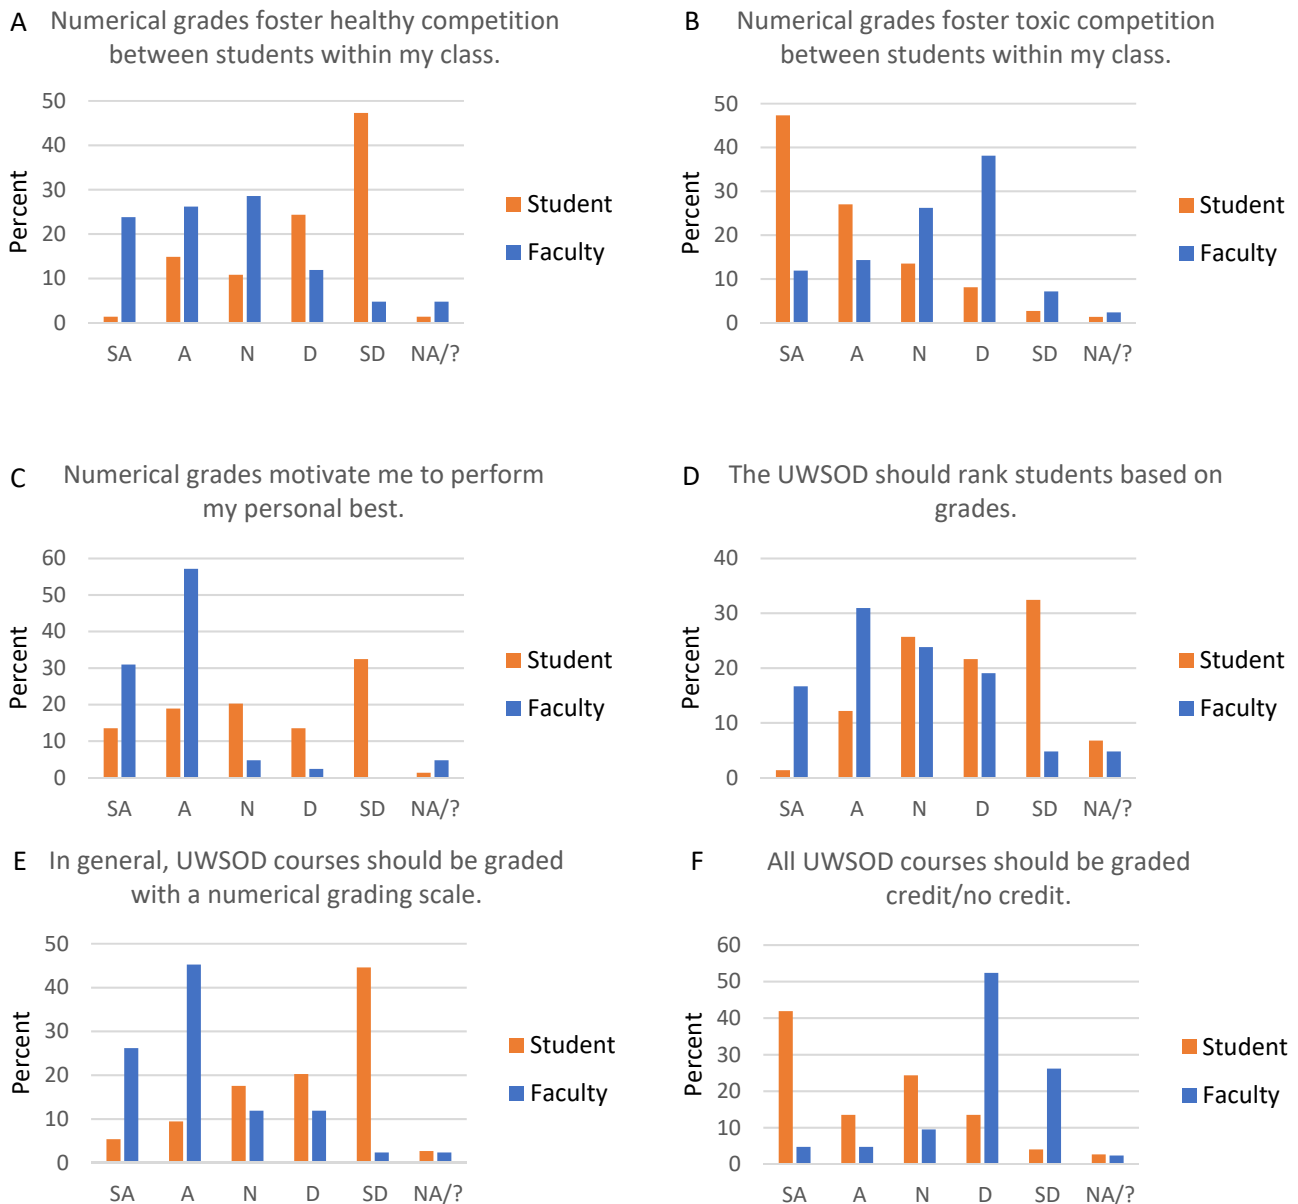 A Numerical grades foster healthy competition
between students within my class.
50
40
30
20
10
0
Percent
SA A N D SD NA/?
Student
Faculty
B Numerical grades foster toxic competition
between students within my class.
50
40
30
20
10
0
Percent
SA A N D SD NA/?
Student
Faculty
C Numerical grades motivate me to perform
my personal best.
60
50
40
30
20
10
0
Percent
SA A N D SD NA/?
Student
Faculty
D The UWSOD should rank students based on
grades.
40
30
20
10
0
Percent
SA A N D SD NA/?
Student
Faculty
E In general, UWSOD courses should be graded
with a numerical grading scale.
50
40
30
20
10
0
Percent
SA A N D SD NA/?
Student
Faculty
F All UWSOD courses should be graded
credit/no credit.
60
50
40
30
20
10
0
Percent
SA A N D SD NA/?
Student
Faculty